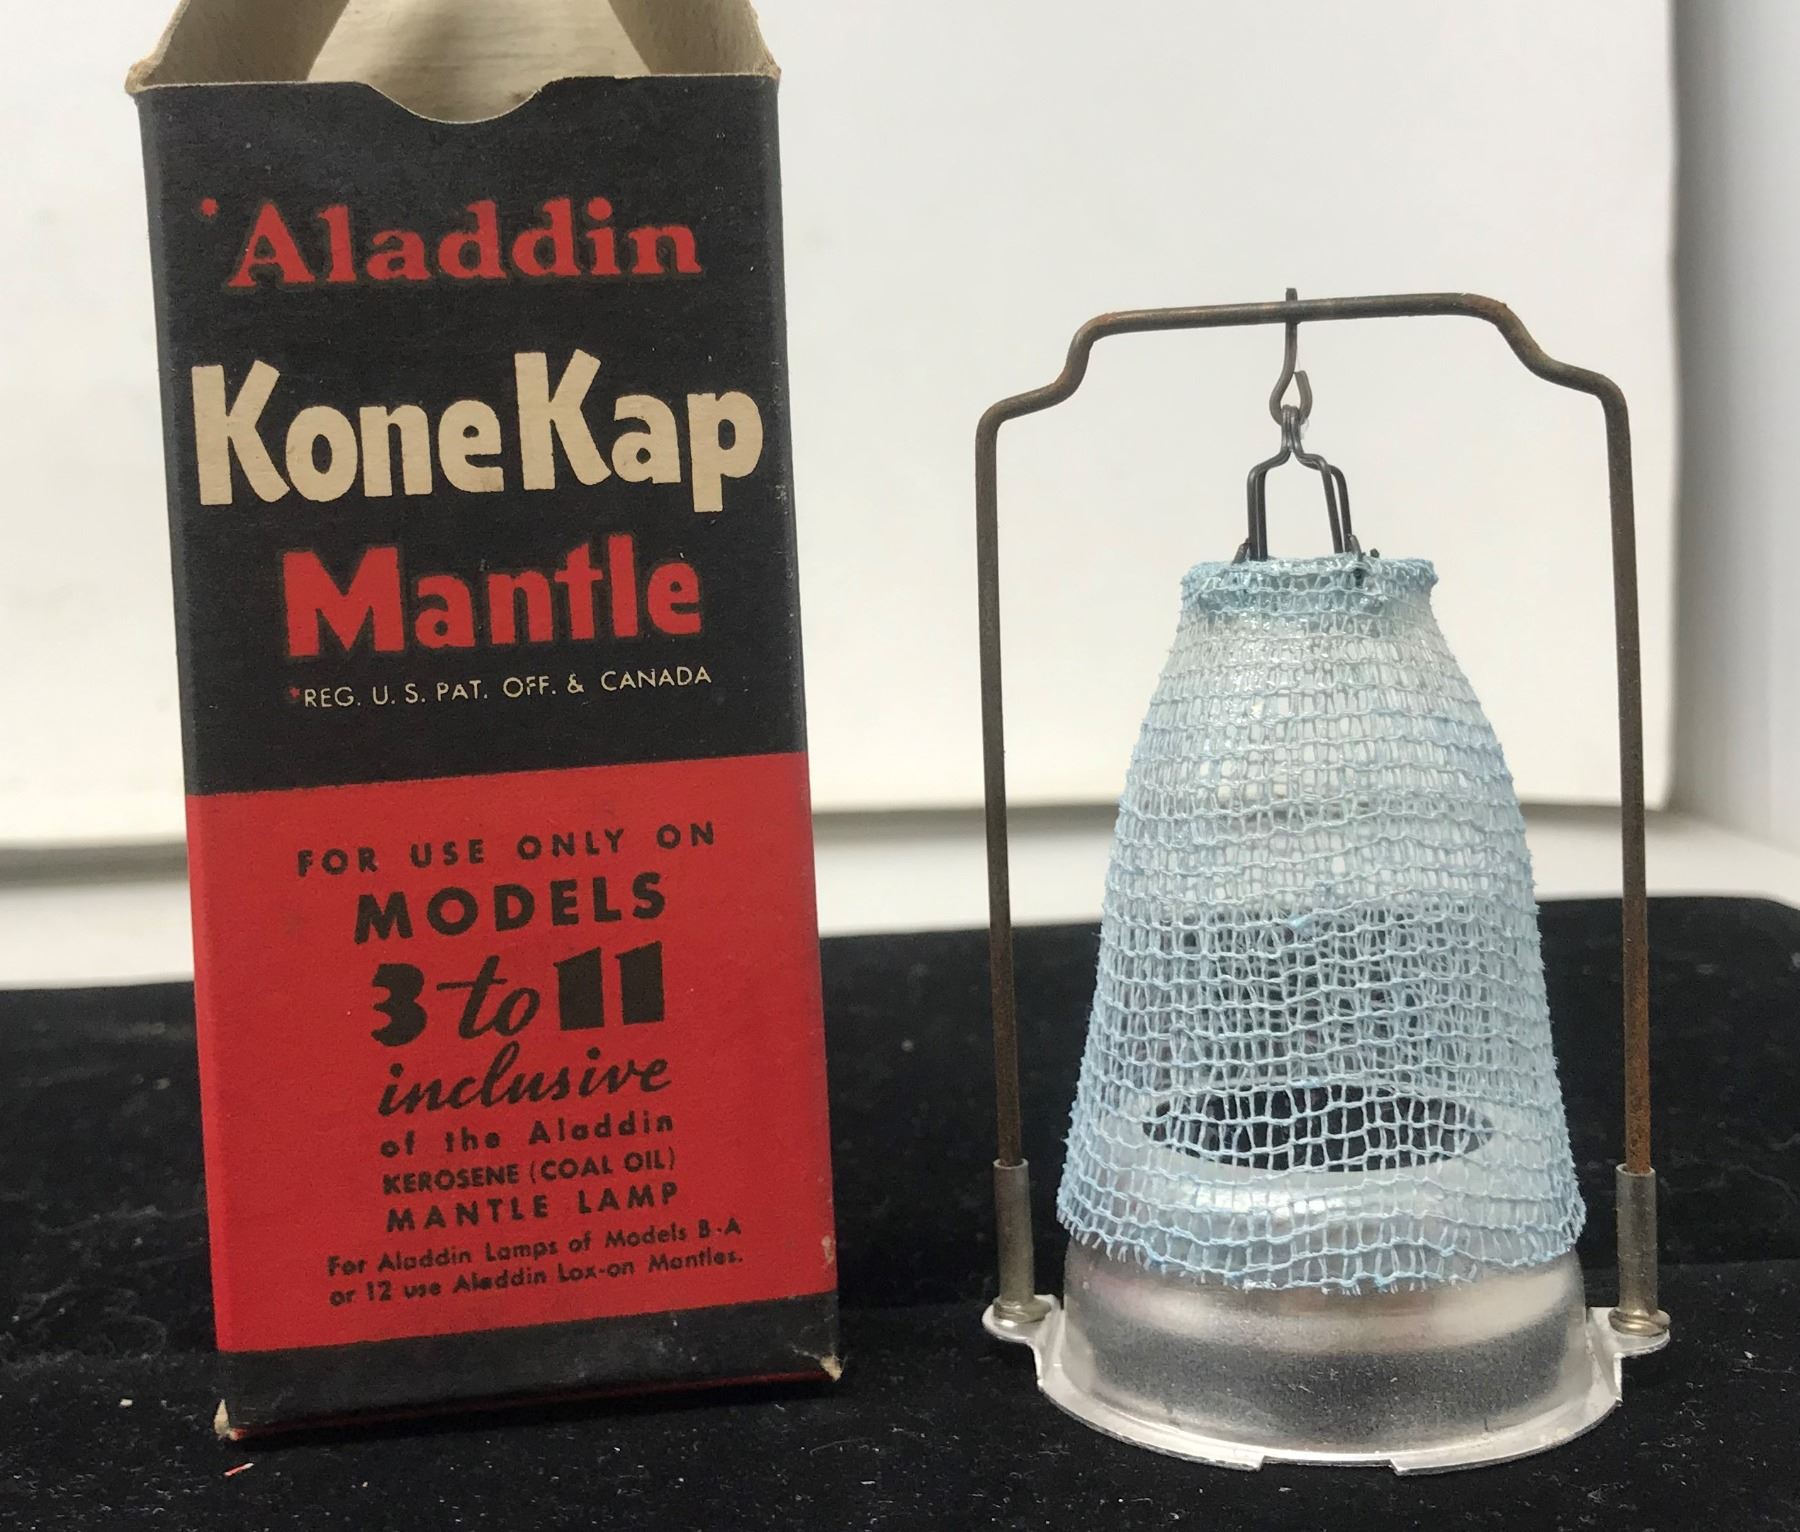 *Aladdin
KoneKap
Mantle
*REG. U. S. PAT. OFF. & CANADA
FOR USE ONLY ON
MODELS
3 to 11
inclusive
of the Aladdin
KEROSENE (COAL OIL)
MANTLE LAMP
For Aladdin Lamps of Models B-A
or 12 use Aladdin Lox-on Mantles.